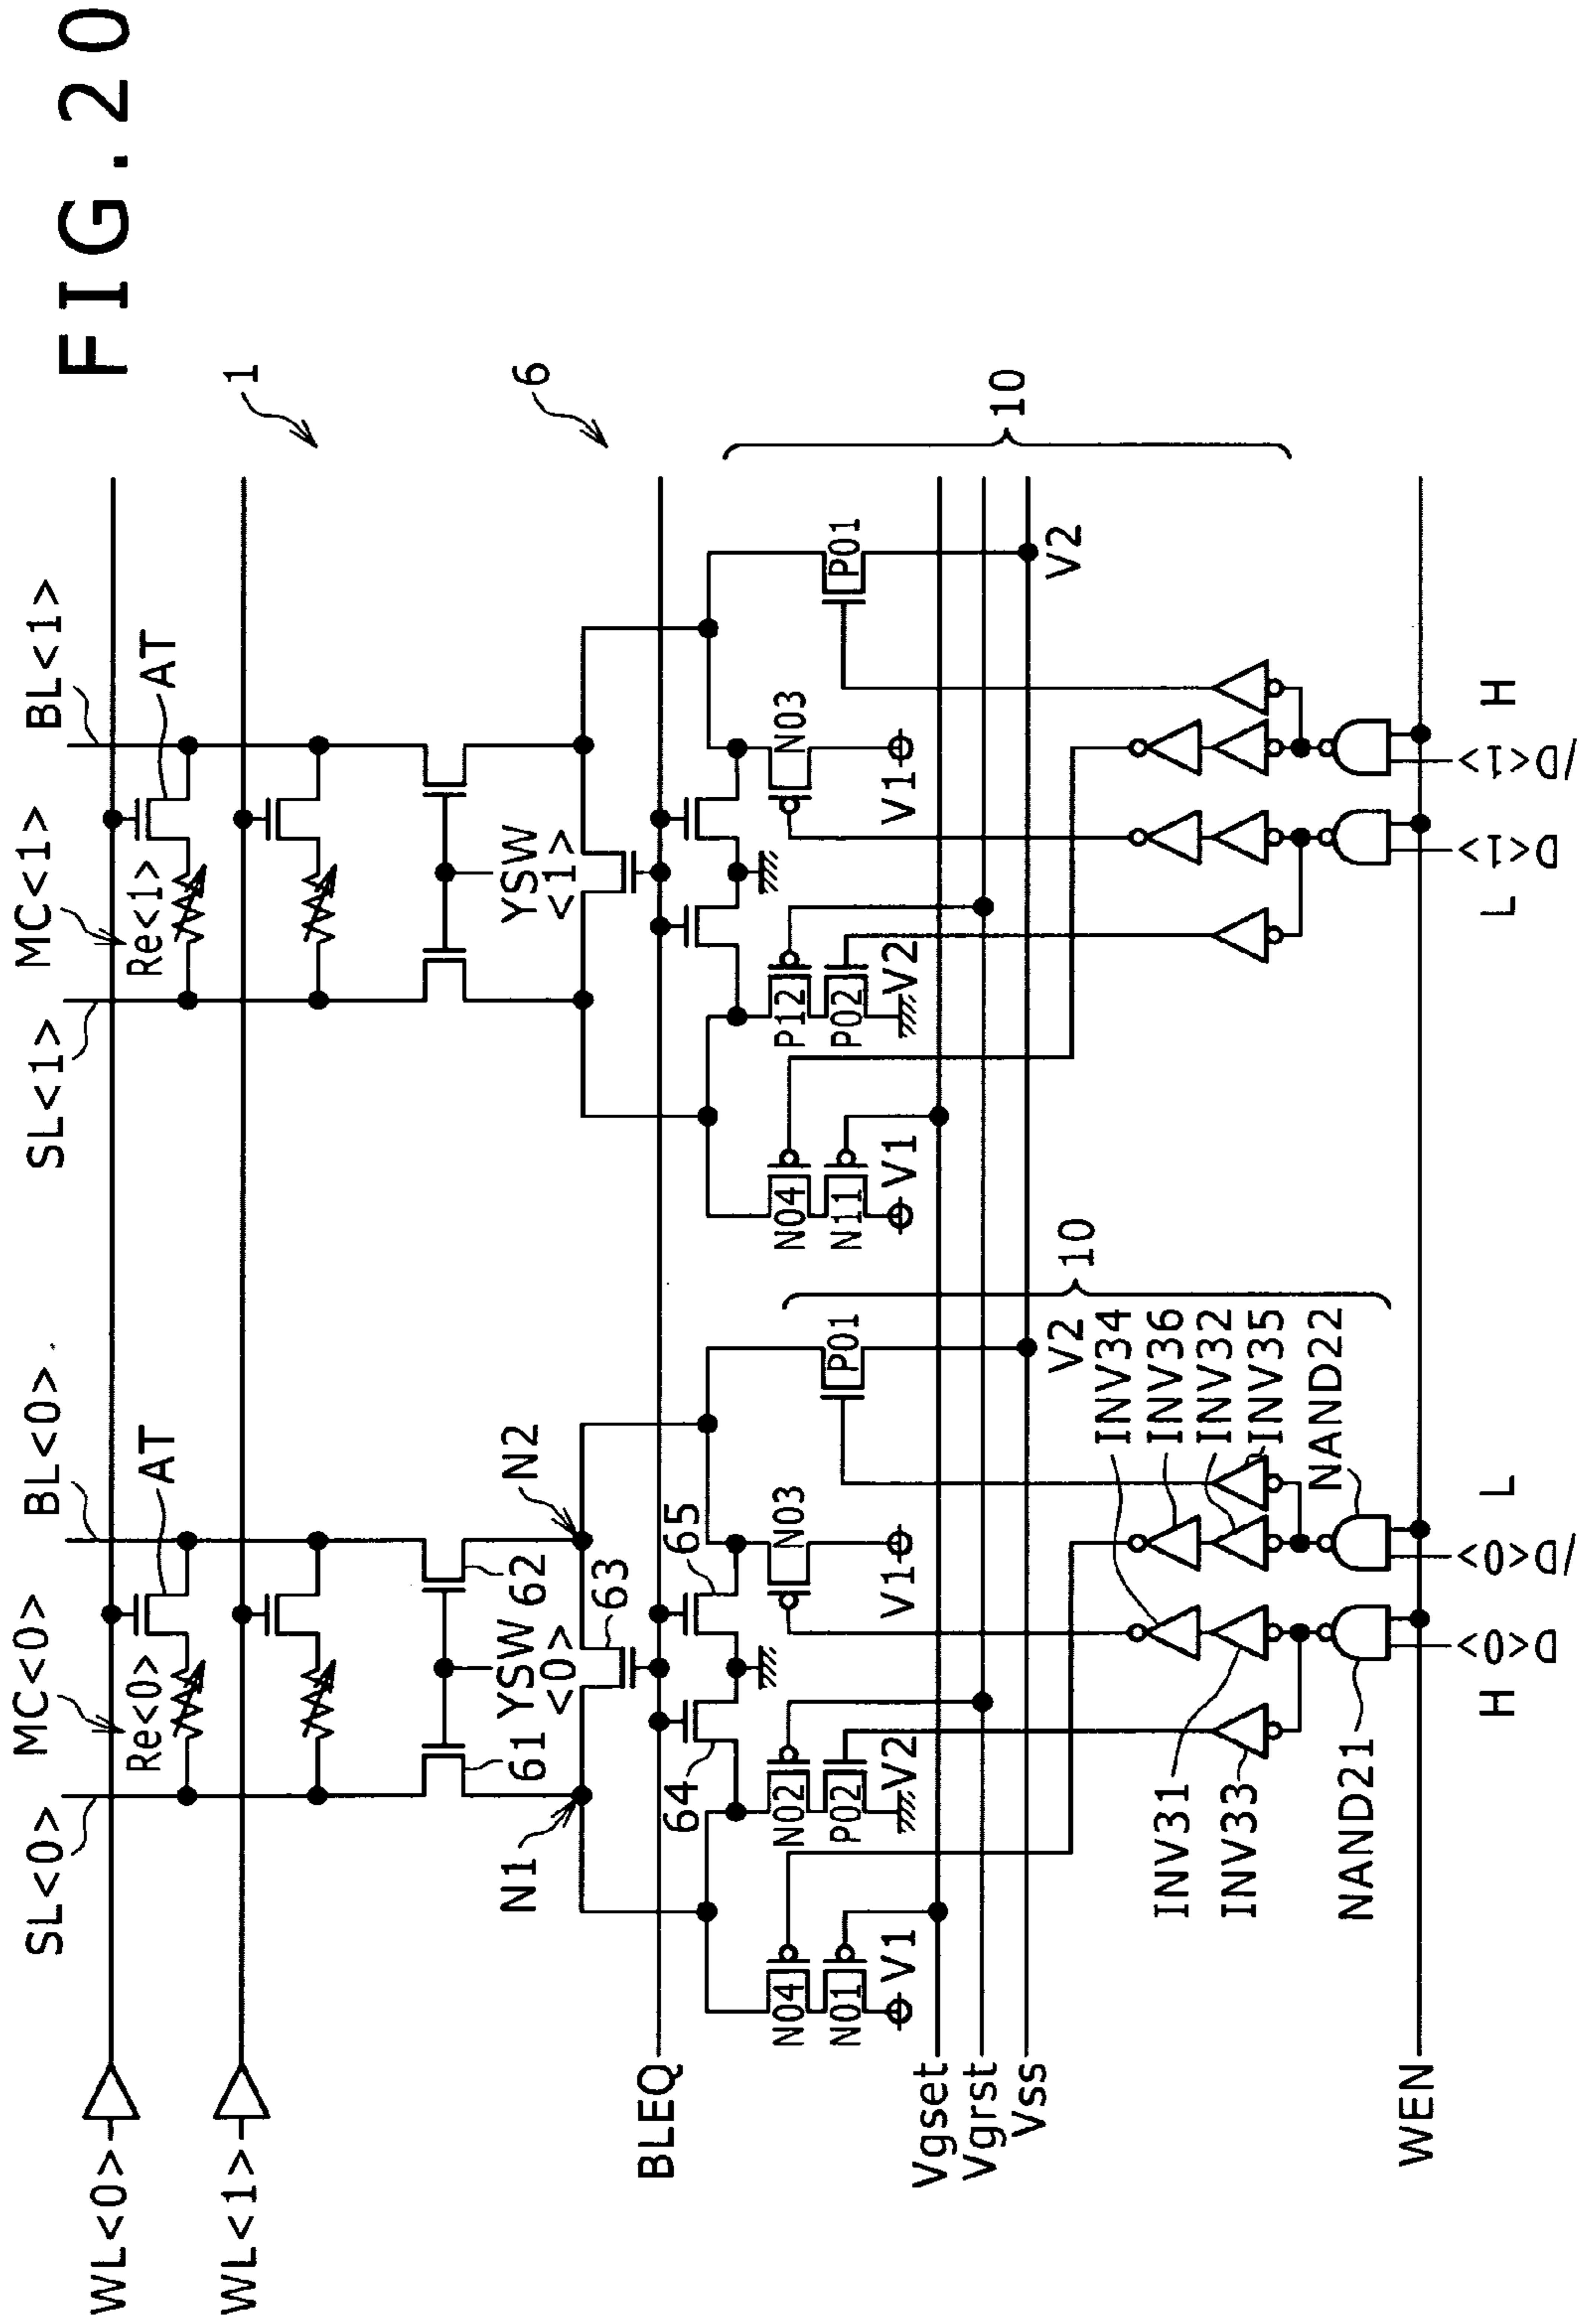 FIG.20
1
6
10
10
WL<0>
WL<1>
SL<0>
MC<0>
BL<0>
SL<1>
MC<1>
BL<1>
Re<0>
AT
Re<1>
AT
61
YSW
<0>
62
YSW
<1>
N1
63
N2
BLEQ
64
65
N04
N01
V1
N02
P02
V2
N03
V1
P01
V2
N04
N11
V1
P12
P02
V2
N03
V1
P01
V2
Vgset
Vgrst
Vss
INV31
INV33
NAND21
INV34
INV36
INV32
INV35
NAND22
WEN
D<0>
/D<0>
D<1>
/D<1>
H
L
L
H